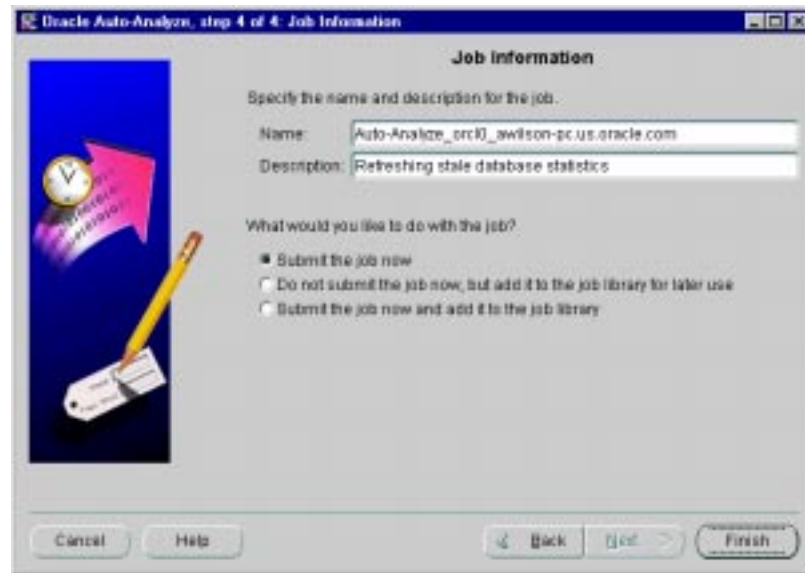 Oracle Auto-Analyze, step 4 of 4: Job Information
Job Information
Specify the name and description for the job.
Name: Auto-Analyze_orcl0_awilson-pc.us.oracle.com
Description: Refreshing stale database statistics
What would you like to do with the job?
Submit the job now
Do not submit the job now, but add it to the job library for later use
Submit the job now and add it to the job library
Cancel
Help
Back
Next
Finish